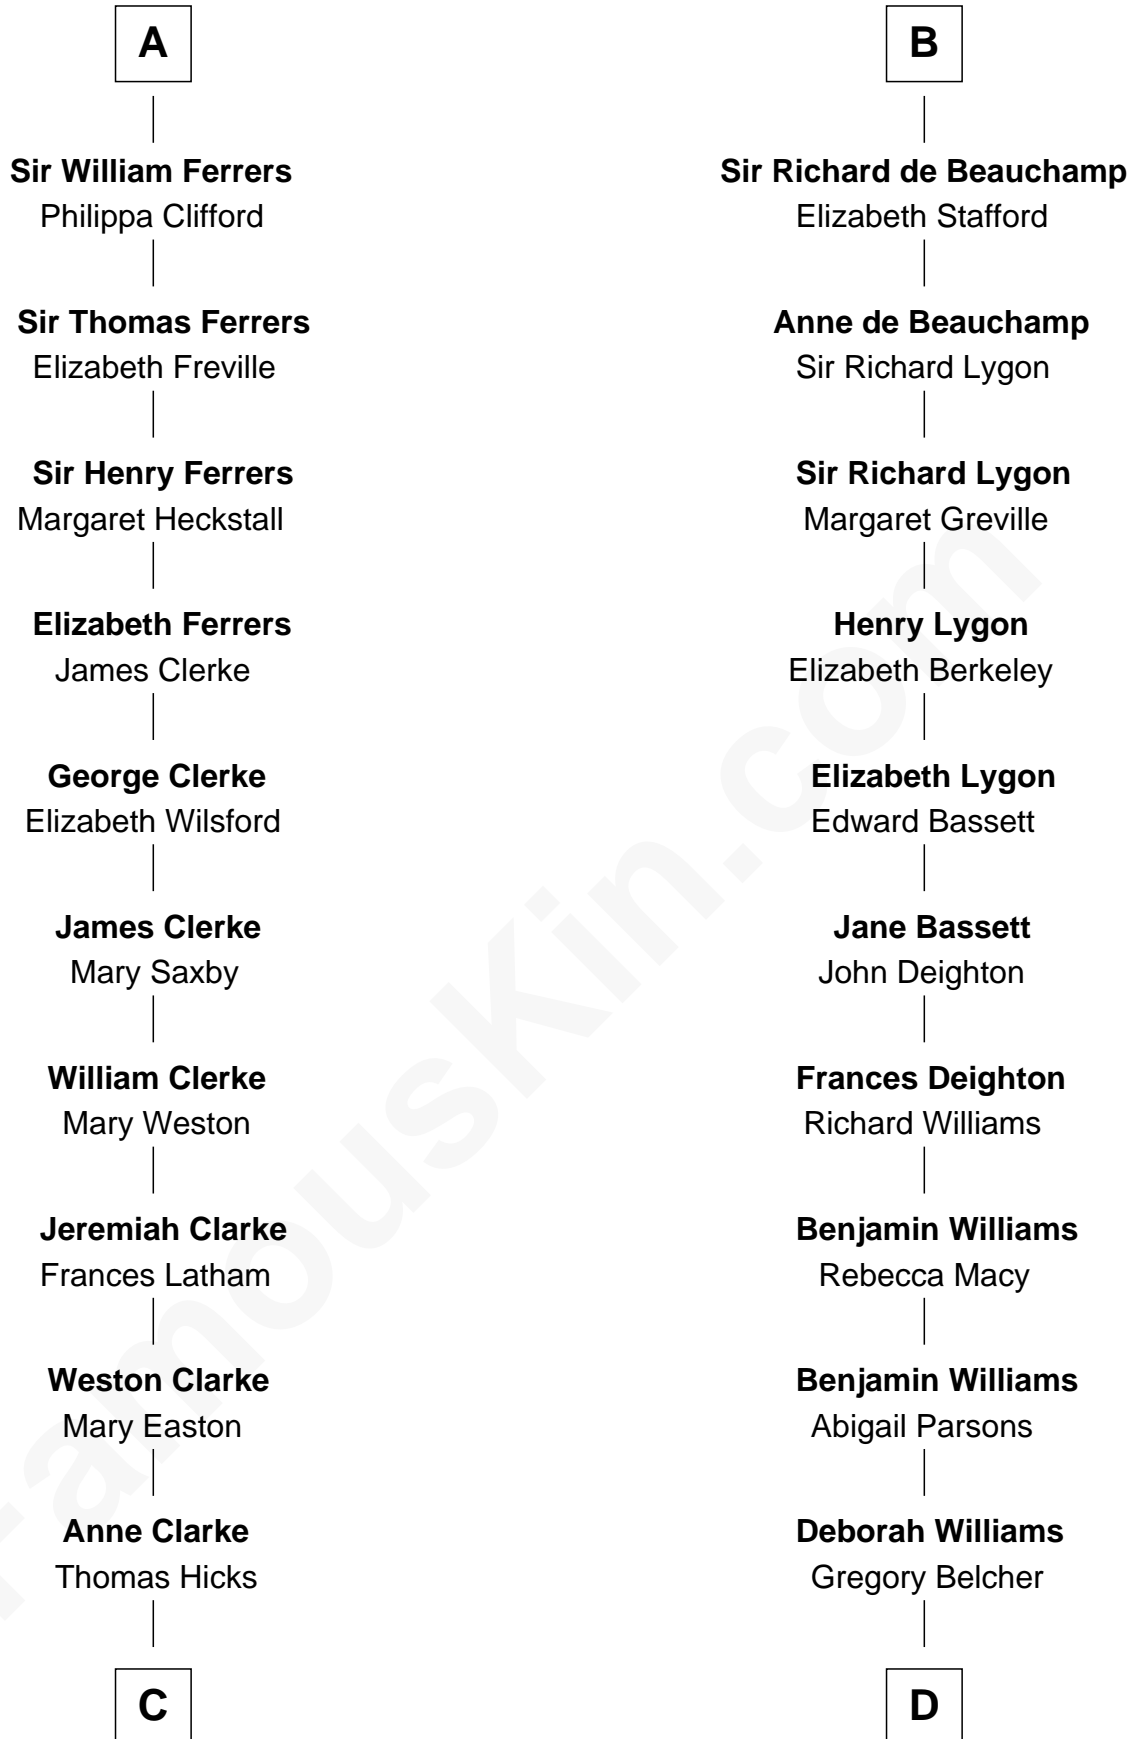 A
Sir William Ferrers
Philippa Clifford
Sir Thomas Ferrers
Elizabeth Freville
Sir Henry Ferrers
Margaret Heckstall
Elizabeth Ferrers
James Clerke
George Clerke
Elizabeth Wilsford
James Clerke
Mary Saxby
William Clerke
Mary Weston
Jeremiah Clarke
Frances Latham
Weston Clarke
Mary Easton
Anne Clarke
Thomas Hicks
C
B
Sir Richard de Beauchamp
Elizabeth Stafford
Anne de Beauchamp
Sir Richard Lygon
Sir Richard Lygon
Margaret Greville
Henry Lygon
Elizabeth Berkeley
Elizabeth Lygon
Edward Bassett
Jane Bassett
John Deighton
Frances Deighton
Richard Williams
Benjamin Williams
Rebecca Macy
Benjamin Williams
Abigail Parsons
Deborah Williams
Gregory Belcher
D
FamousKin.com